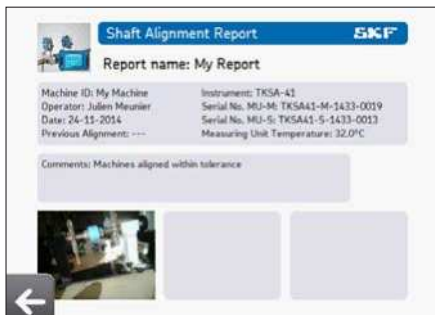 Shaft Alignment Report
SKF
Report name: My Report
Machine ID: My Machine
Operator: Julien Meunier
Date: 24-11-2014
Previous Alignment: ---
Instrument: TKSA-41
Serial No. MU-M: TKSA41-M-1433-0019
Serial No. MU-S: TKSA41-S-1433-0013
Measuring Unit Temperature: 32.0°C
Comments: Machines aligned within tolerance